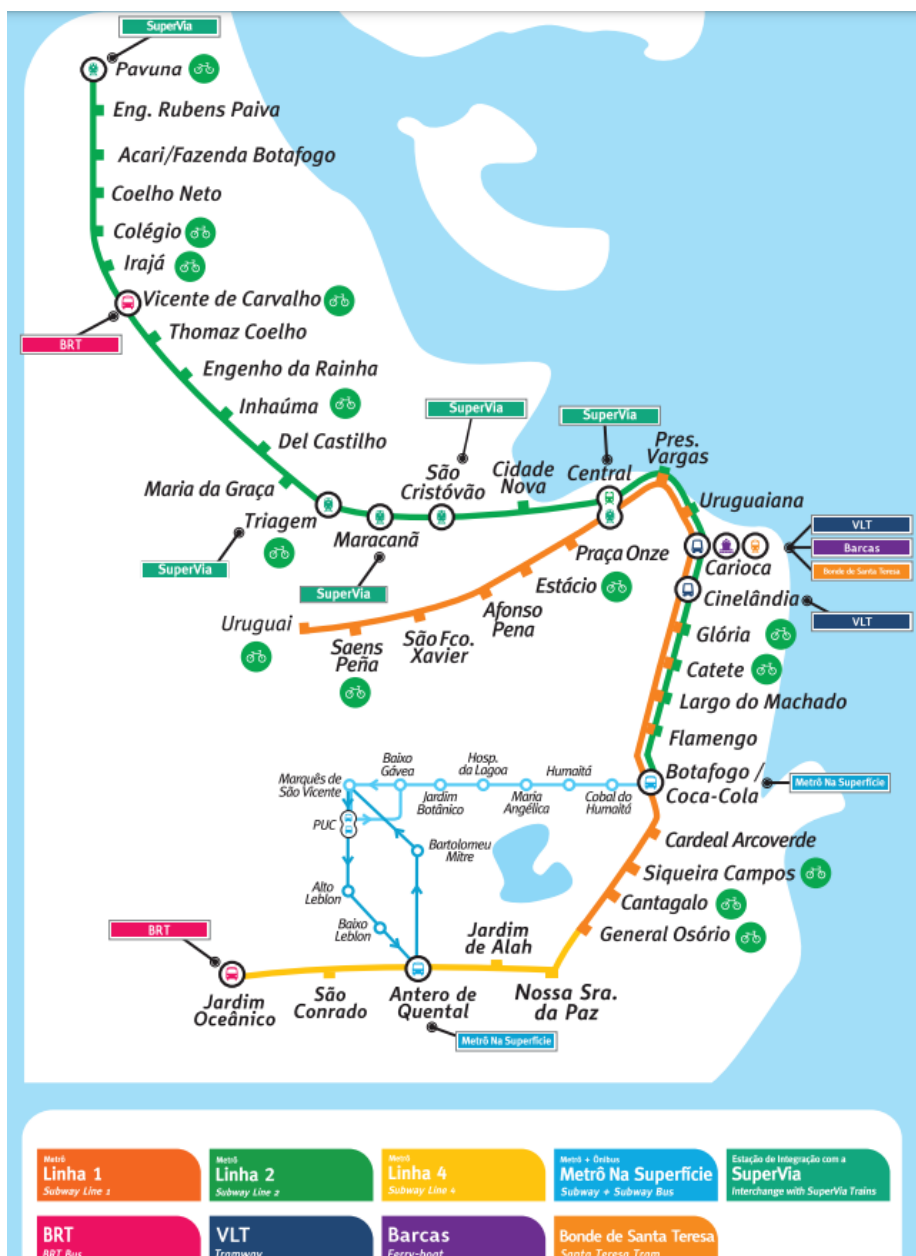 SuperVia
Pavuna
Eng. Rubens Paiva
Acari/Fazenda Botafogo
Coelho Neto
Colégio
Irajá
Vicente de Carvalho
BRT
Thomaz Coelho
Engenho da Rainha
Inhaúma
Del Castilho
Maria da Graça
Triagem
SuperVia
Maracanã
SuperVia
SuperVia
São
Cristóvão
Cidade
Nova
SuperVia
Central
Pres.
Vargas
Uruguaiana
Carioca
VLT
Barcas
Bonde de Santa Teresa
Cinelândia
VLT
Praça Onze
Estácio
Afonso
Pena
São Fco.
Xavier
Saens
Peña
Uruguai
Glória
Catete
Largo do Machado
Flamengo
Botafogo /
Coca-Cola
Metrô Na Superfície
Marquês de
São Vicente
Baixo
Gávea
Hosp.
da Lagoa
Humaitá
Jardim
Botânico
Maria
Angélica
Cobal do
Humaitá
PUC
Bartolomeu
Mitre
Alto
Leblon
Baixo
Leblon
Cardeal Arcoverde
Siqueira Campos
Cantagalo
General Osório
BRT
Jardim
Oceânico
São
Conrado
Antero de
Quental
Metrô Na Superfície
Jardim
de Alah
Nossa Sra.
da Paz
Metrô
Linha 1
Subway Line 1
Metrô
Linha 2
Subway Line 2
Metrô
Linha 4
Subway Line 4
Metrô + Ônibus
Metrô Na Superfície
Subway + Subway Bus
Estação de Integração com a
SuperVia
Interchange with SuperVia Trains
BRT
BRT Bus
VLT
Tramway
Barcas
Ferry-boat
Bonde de Santa Teresa
Santa Teresa Tram